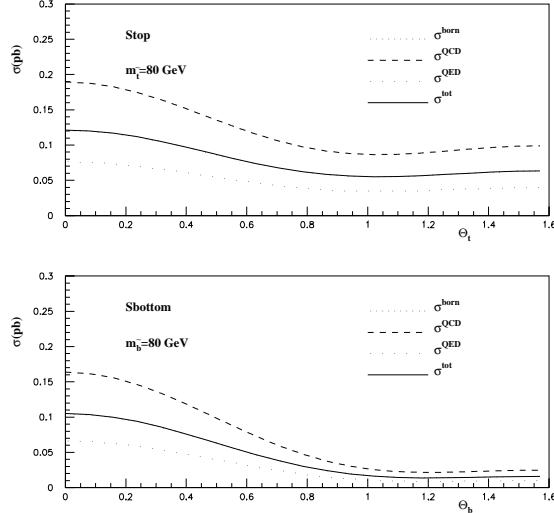 0.3
0.25
0.2
0.15
0.1
0.05
0
σ(pb)
Stop
m_t̃=80 GeV
σ^born
σ^QCD
σ^QED
σ^tot
0 0.2 0.4 0.6 0.8 1 1.2 1.4 1.6
Θ_t
0.3
0.25
0.2
0.15
0.1
0.05
0
σ(pb)
Sbottom
m_b̃=80 GeV
σ^born
σ^QCD
σ^QED
σ^tot
0 0.2 0.4 0.6 0.8 1 1.2 1.4 1.6
Θ_b